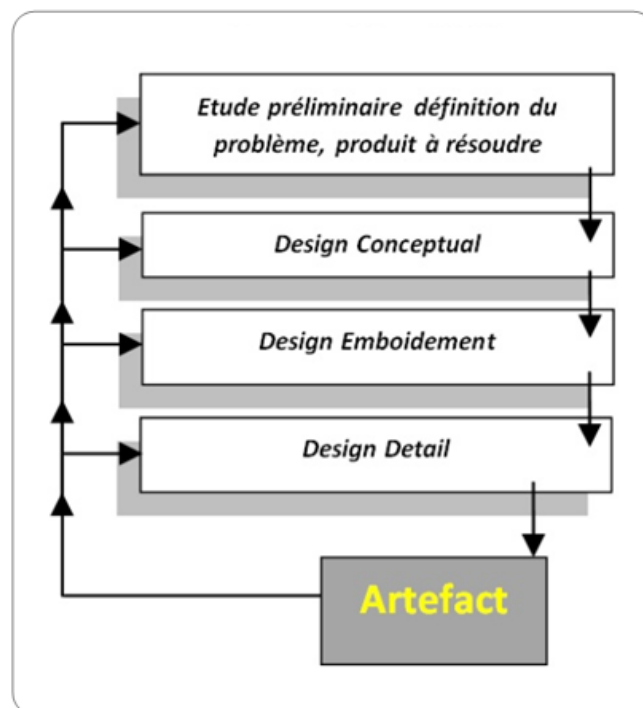 Etude préliminaire définition du
problème, produit à résoudre
Design Conceptual
Design Emboidement
Design Detail
Artefact